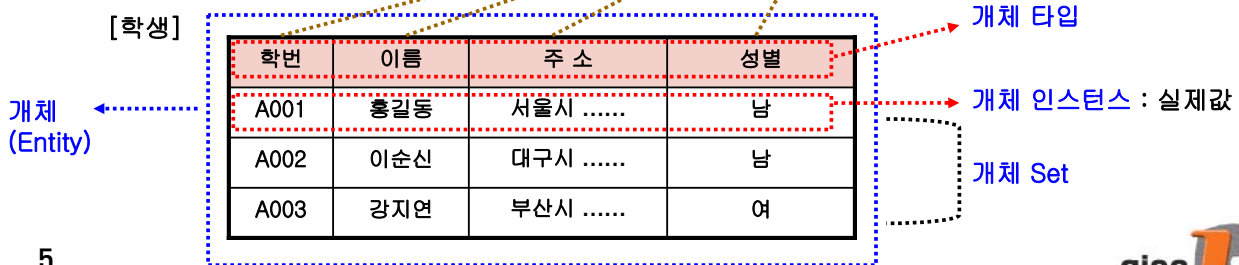 [학생]
개체 타입
학번 이름 주 소 성별
개체
(Entity)
A001 홍길동 서울시 ...... 남
개체 인스턴스 : 실제값
A002 이순신 대구시 ...... 남
개체 Set
A003 강지연 부산시 ...... 여
5